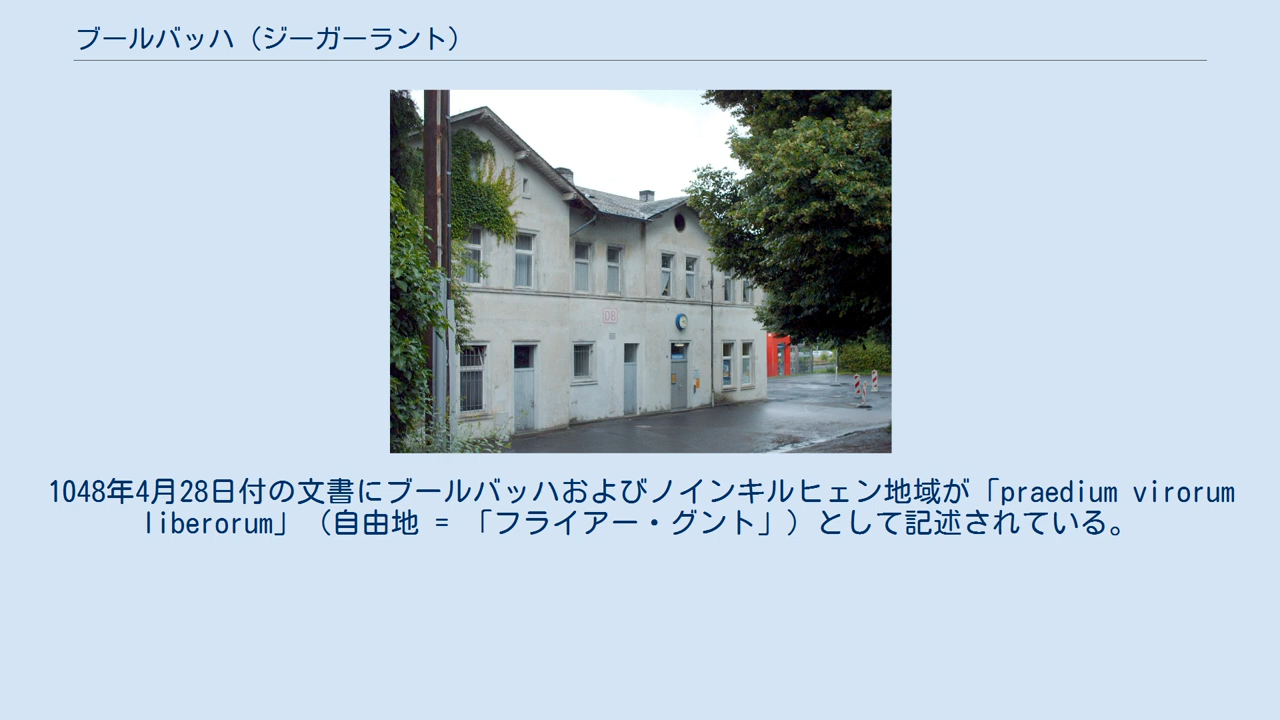 ブールバッハ（ジーガーラント）
DB
1048年4月28日付の文書にブールバッハおよびノインキルヒェン地域が「praedium virorum
liberorum」（自由地 = 「フライアー・グント」）として記述されている。